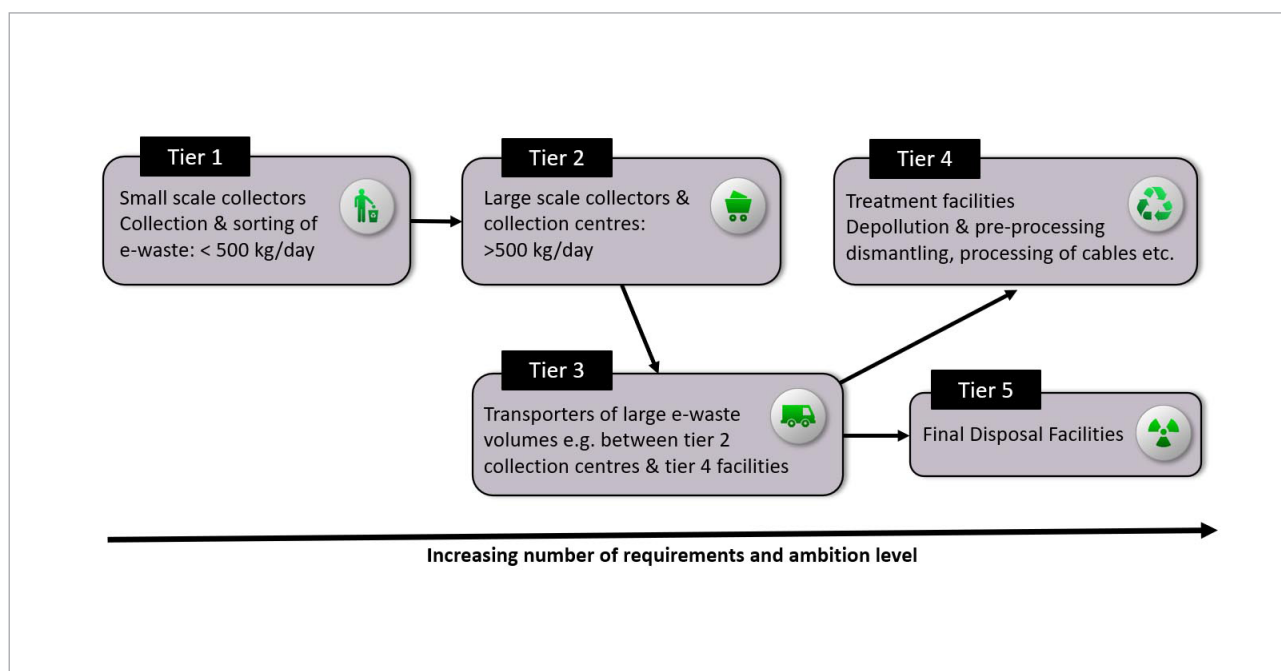 Tier 1
Small scale collectors
Collection & sorting of
e-waste: < 500 kg/day
Tier 2
Large scale collectors &
collection centres:
>500 kg/day
Tier 4
Treatment facilities
Depollution & pre-processing
dismantling, processing of cables etc.
Tier 3
Transporters of large e-waste
volumes e.g. between tier 2
collection centres & tier 4 facilities
Tier 5
Final Disposal Facilities
Increasing number of requirements and ambition level